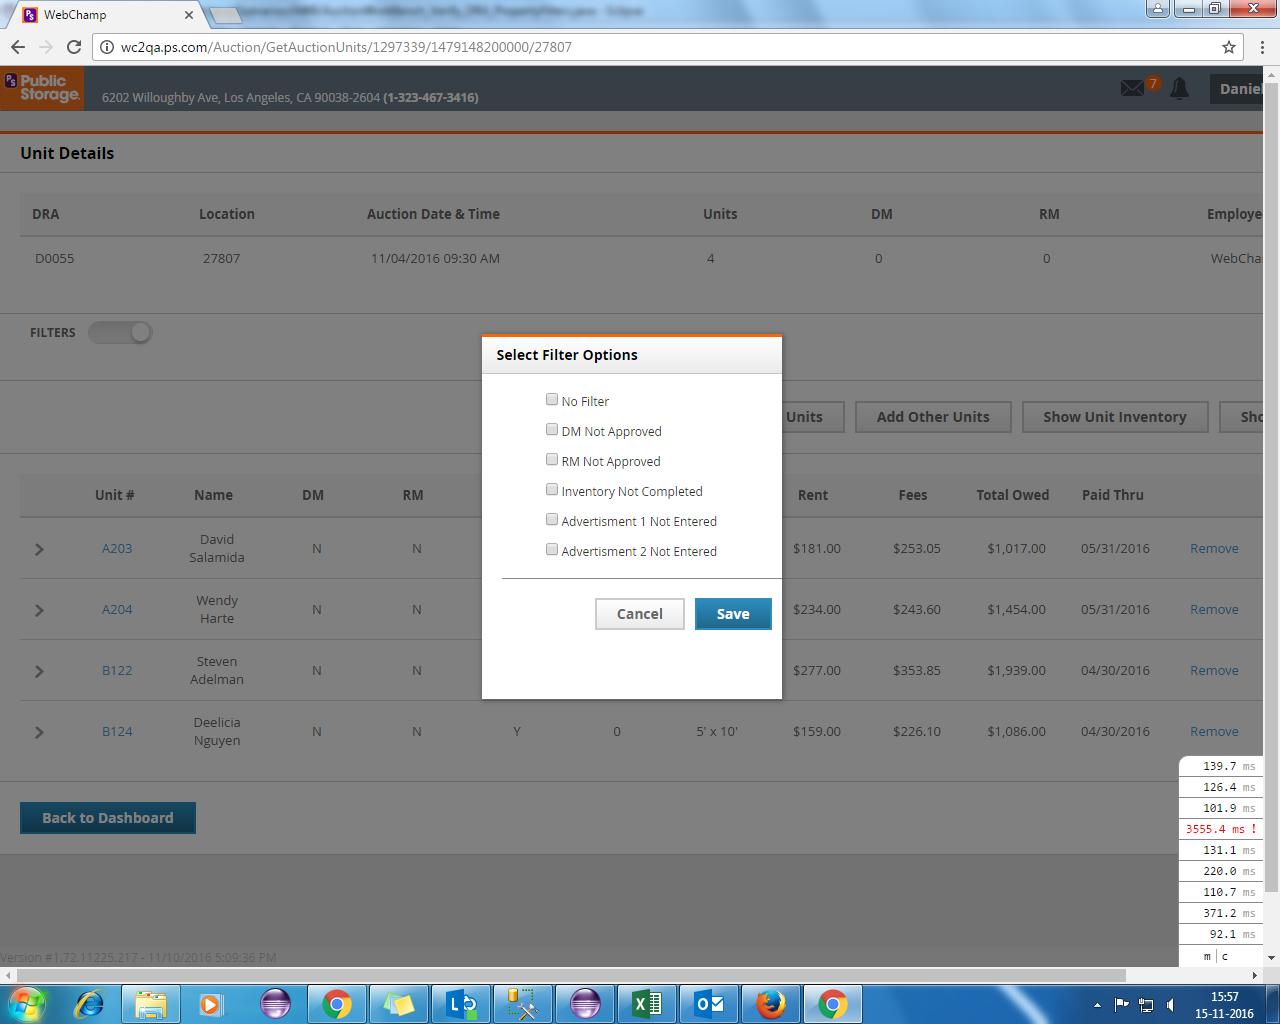 WebChamp
wc2qa.ps.com/Auction/GetAuctionUnits/1297339/1479148200000/27807
PS Public Storage.
6202 Willoughby Ave, Los Angeles, CA 90038-2604 (1-323-467-3416)
7
Daniel
Unit Details
DRA Location Auction Date & Time Units DM RM Employe
D0055 27807 11/04/2016 09:30 AM 4 0 0 WebCha
FILTERS
Select Filter Options
No Filter
DM Not Approved
RM Not Approved
Inventory Not Completed
Advertisment 1 Not Entered
Advertisment 2 Not Entered
Cancel Save
Units Add Other Units Show Unit Inventory Sho
Unit # Name DM RM Rent Fees Total Owed Paid Thru
A203 David Salamida N N $181.00 $253.05 $1,017.00 05/31/2016 Remove
A204 Wendy Harte N N $234.00 $243.60 $1,454.00 05/31/2016 Remove
B122 Steven Adelman N N $277.00 $353.85 $1,939.00 04/30/2016 Remove
B124 Deelicia Nguyen N N Y 0 5' x 10' $159.00 $226.10 $1,086.00 04/30/2016 Remove
Back to Dashboard
139.7 ms
126.4 ms
101.9 ms
3555.4 ms !
131.1 ms
220.0 ms
110.7 ms
371.2 ms
92.1 ms
m | c
Version #1.72.11225.217 - 11/10/2016 5:09:36 PM
15:57
15-11-2016